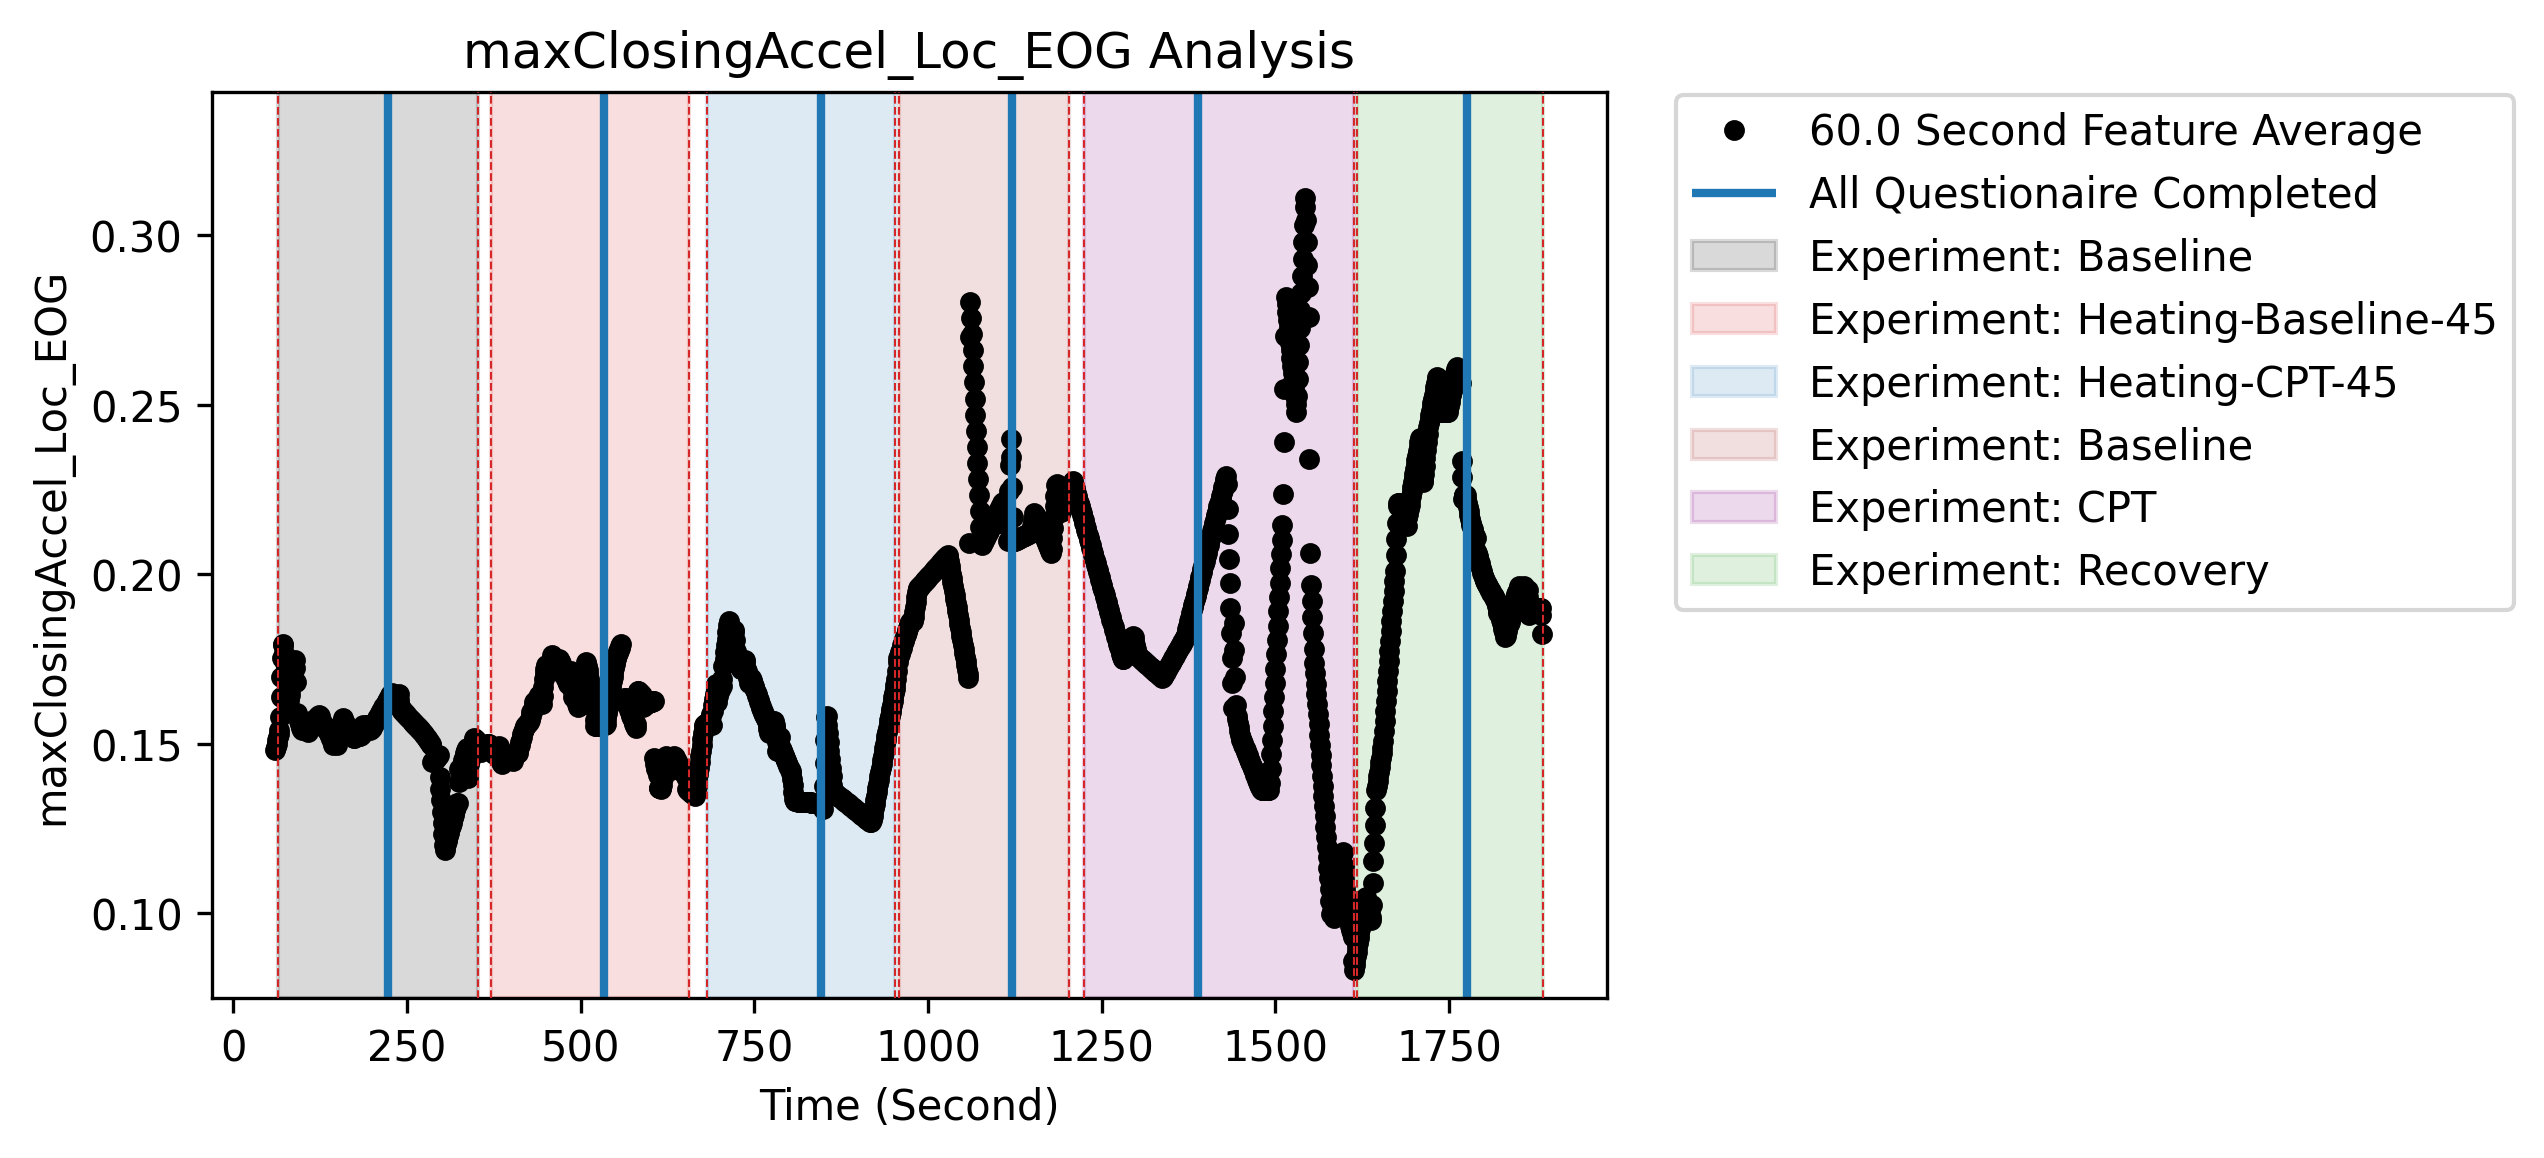 maxClosingAccel_Loc_EOG Analysis
maxClosingAccel_Loc_EOG
0.30
0.25
0.20
0.15
0.10
0 250 500 750 1000 1250 1500 1750
Time (Second)
60.0 Second Feature Average
All Questionaire Completed
Experiment: Baseline
Experiment: Heating-Baseline-45
Experiment: Heating-CPT-45
Experiment: Baseline
Experiment: CPT
Experiment: Recovery